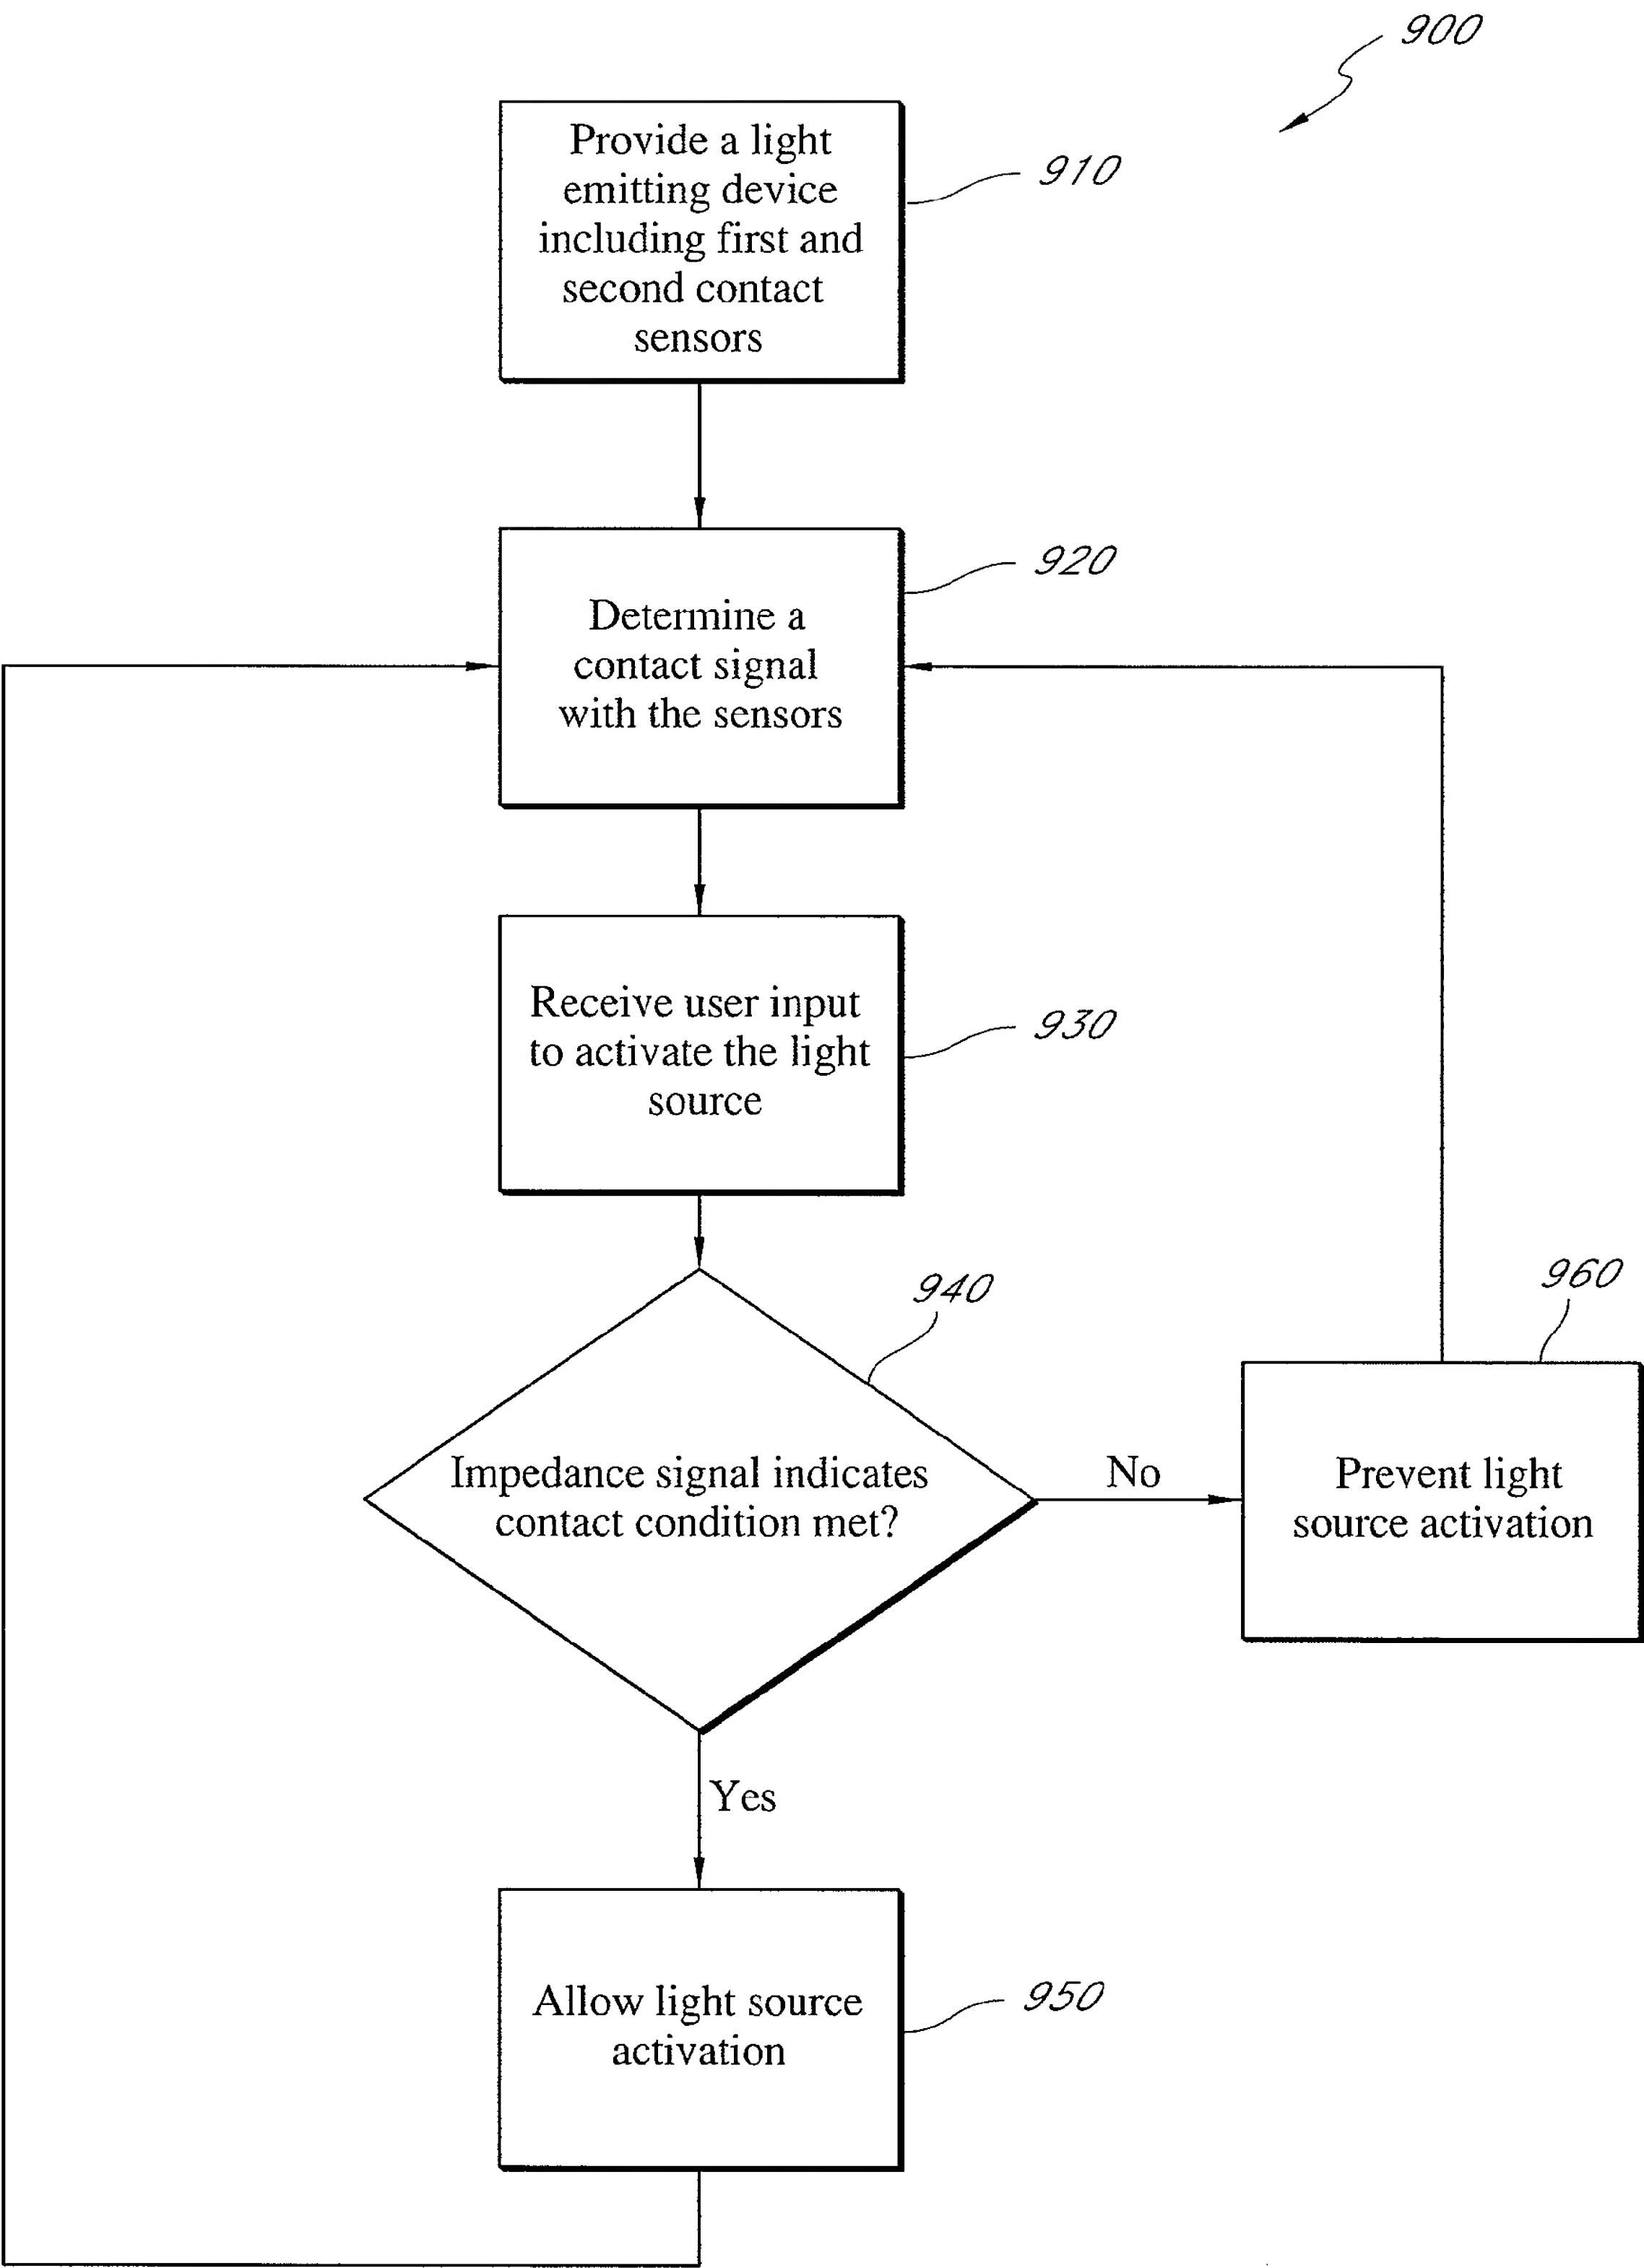 900
Provide a light
emitting device
including first and
second contact
sensors
910
Determine a
contact signal
with the sensors
920
Receive user input
to activate the light
source
930
940
Impedance signal indicates
contact condition met?
No
960
Prevent light
source activation
Yes
Allow light source
activation
950